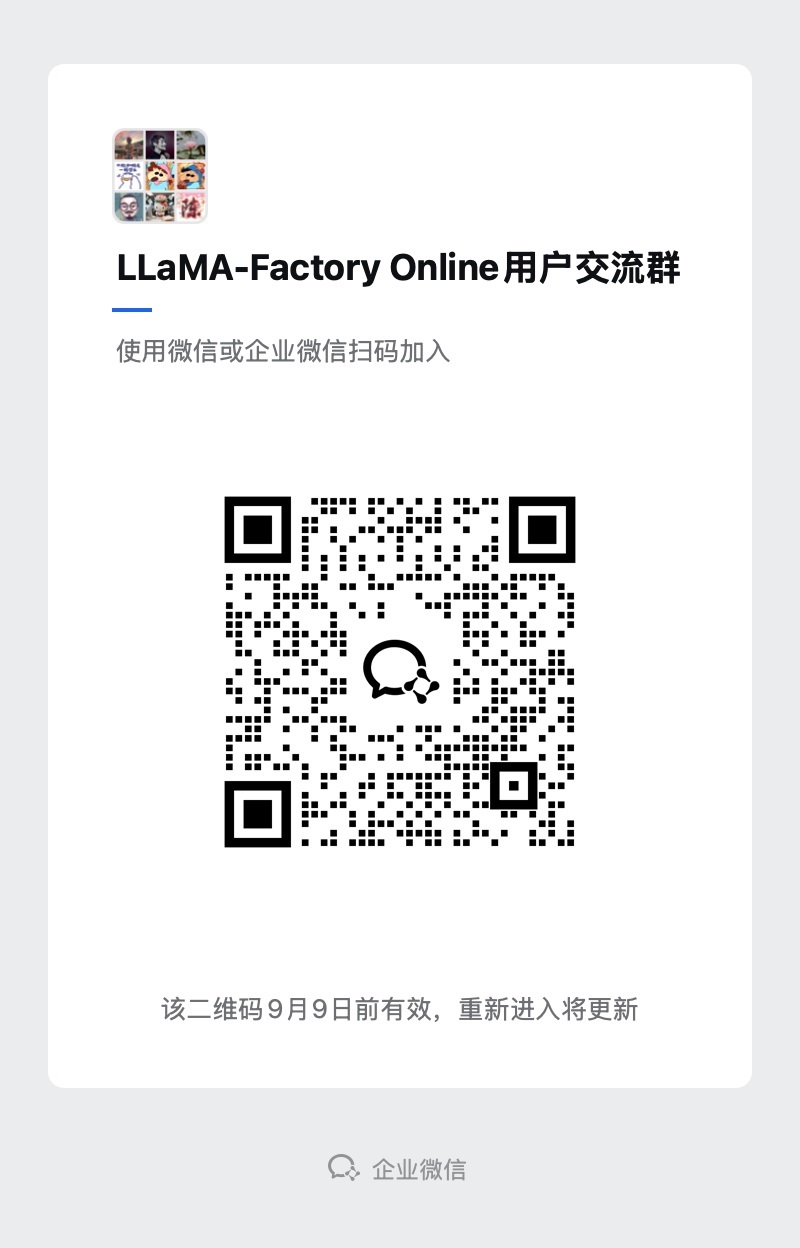 LLaMA-Factory Online用户交流群
使用微信或企业微信扫码加入
该二维码9月9日前有效，重新进入将更新
企业微信